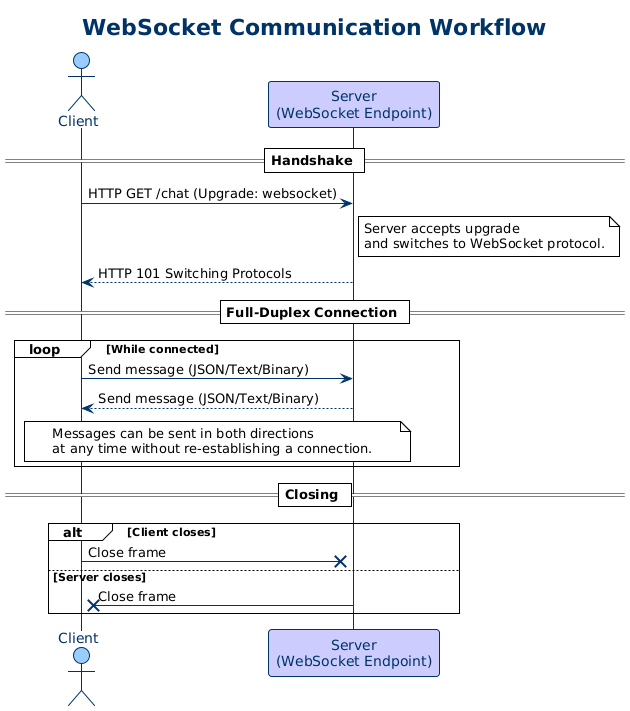 WebSocket Communication Workflow
Client
Server
(WebSocket Endpoint)
Handshake
HTTP GET /chat (Upgrade: websocket)
Server accepts upgrade
and switches to WebSocket protocol.
HTTP 101 Switching Protocols
Full-Duplex Connection
loop [While connected]
Send message (JSON/Text/Binary)
Send message (JSON/Text/Binary)
Messages can be sent in both directions
at any time without re-establishing a connection.
Closing
alt [Client closes]
Close frame
[Server closes]
Close frame
Client
Server
(WebSocket Endpoint)